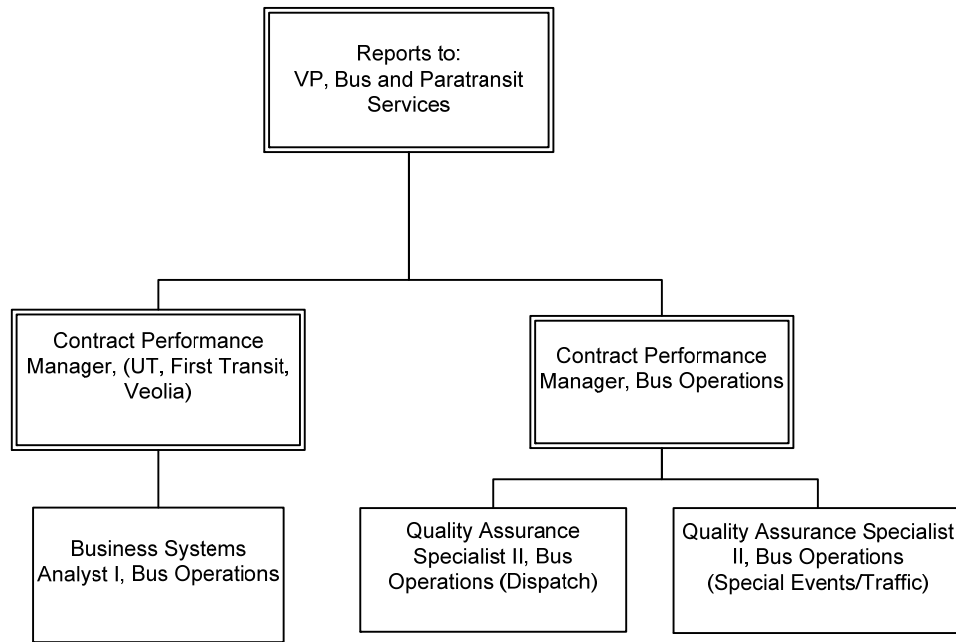 Reports to:
VP, Bus and Paratransit
Services
Contract Performance
Manager, (UT, First Transit,
Veolia)
Contract Performance
Manager, Bus Operations
Business Systems
Analyst I, Bus Operations
Quality Assurance
Specialist II, Bus
Operations (Dispatch)
Quality Assurance Specialist
II, Bus Operations
(Special Events/Traffic)